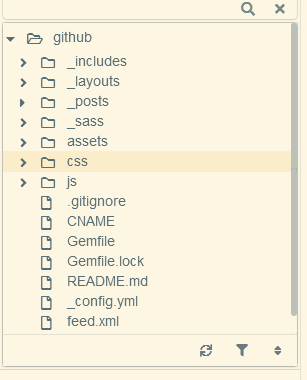 github
_includes
_layouts
_posts
_sass
assets
css
js
.gitignore
CNAME
Gemfile
Gemfile.lock
README.md
_config.yml
feed.xml